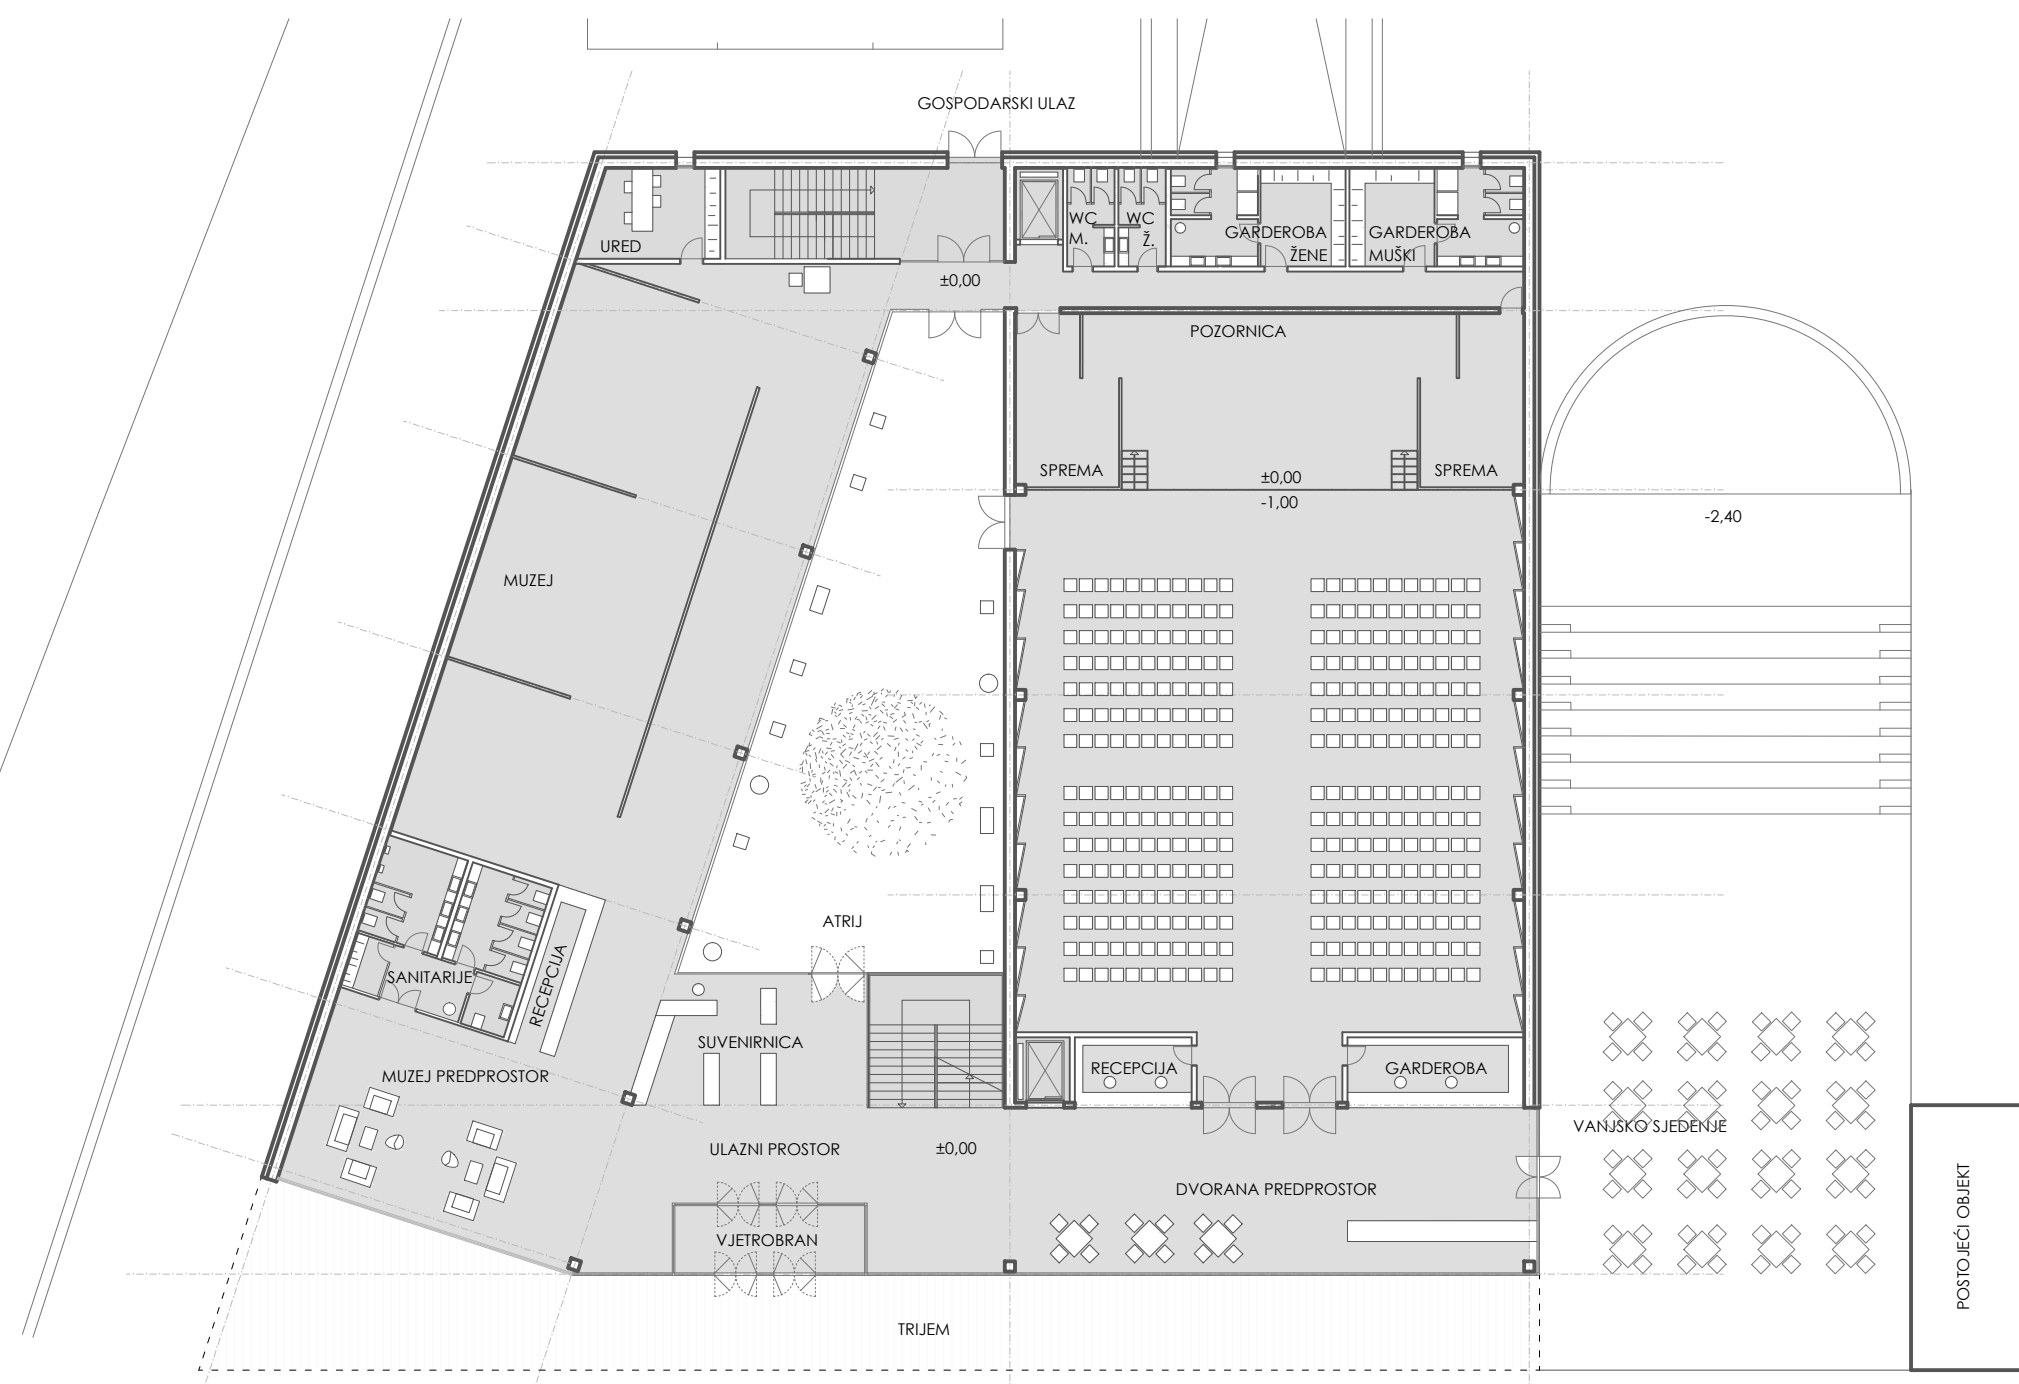 GOSPODARSKI ULAZ
URED
WC
M.
WC
Ž.
GARDEROBA
ŽENE
GARDEROBA
MUŠKI
±0,00
POZORNICA
SPREMA
SPREMA
±0,00
-1,00
-2,40
MUZEJ
ATRIJ
SANITARIJE
RECEPCIJA
SUVENIRNICA
RECEPCIJA
GARDEROBA
MUZEJ PREDPROSTOR
VANJSKO SJEDENJE
ULAZNI PROSTOR
±0,00
DVORANA PREDPROSTOR
VJETROBRAN
POSTOJEĆI OBJEKT
TRIJEM